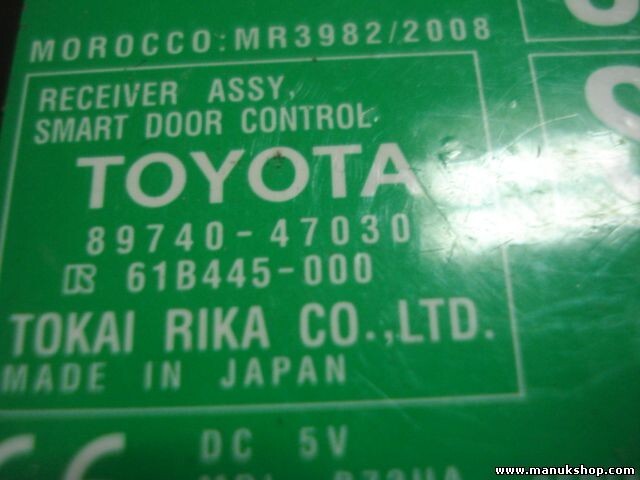 MOROCCO:MR3982/2008
RECEIVER ASSY,
SMART DOOR CONTROL
TOYOTA
89740-47030
61B445-000
TOKAI RIKA CO.,LTD.
MADE IN JAPAN
DC 5V
www.manukshop.com